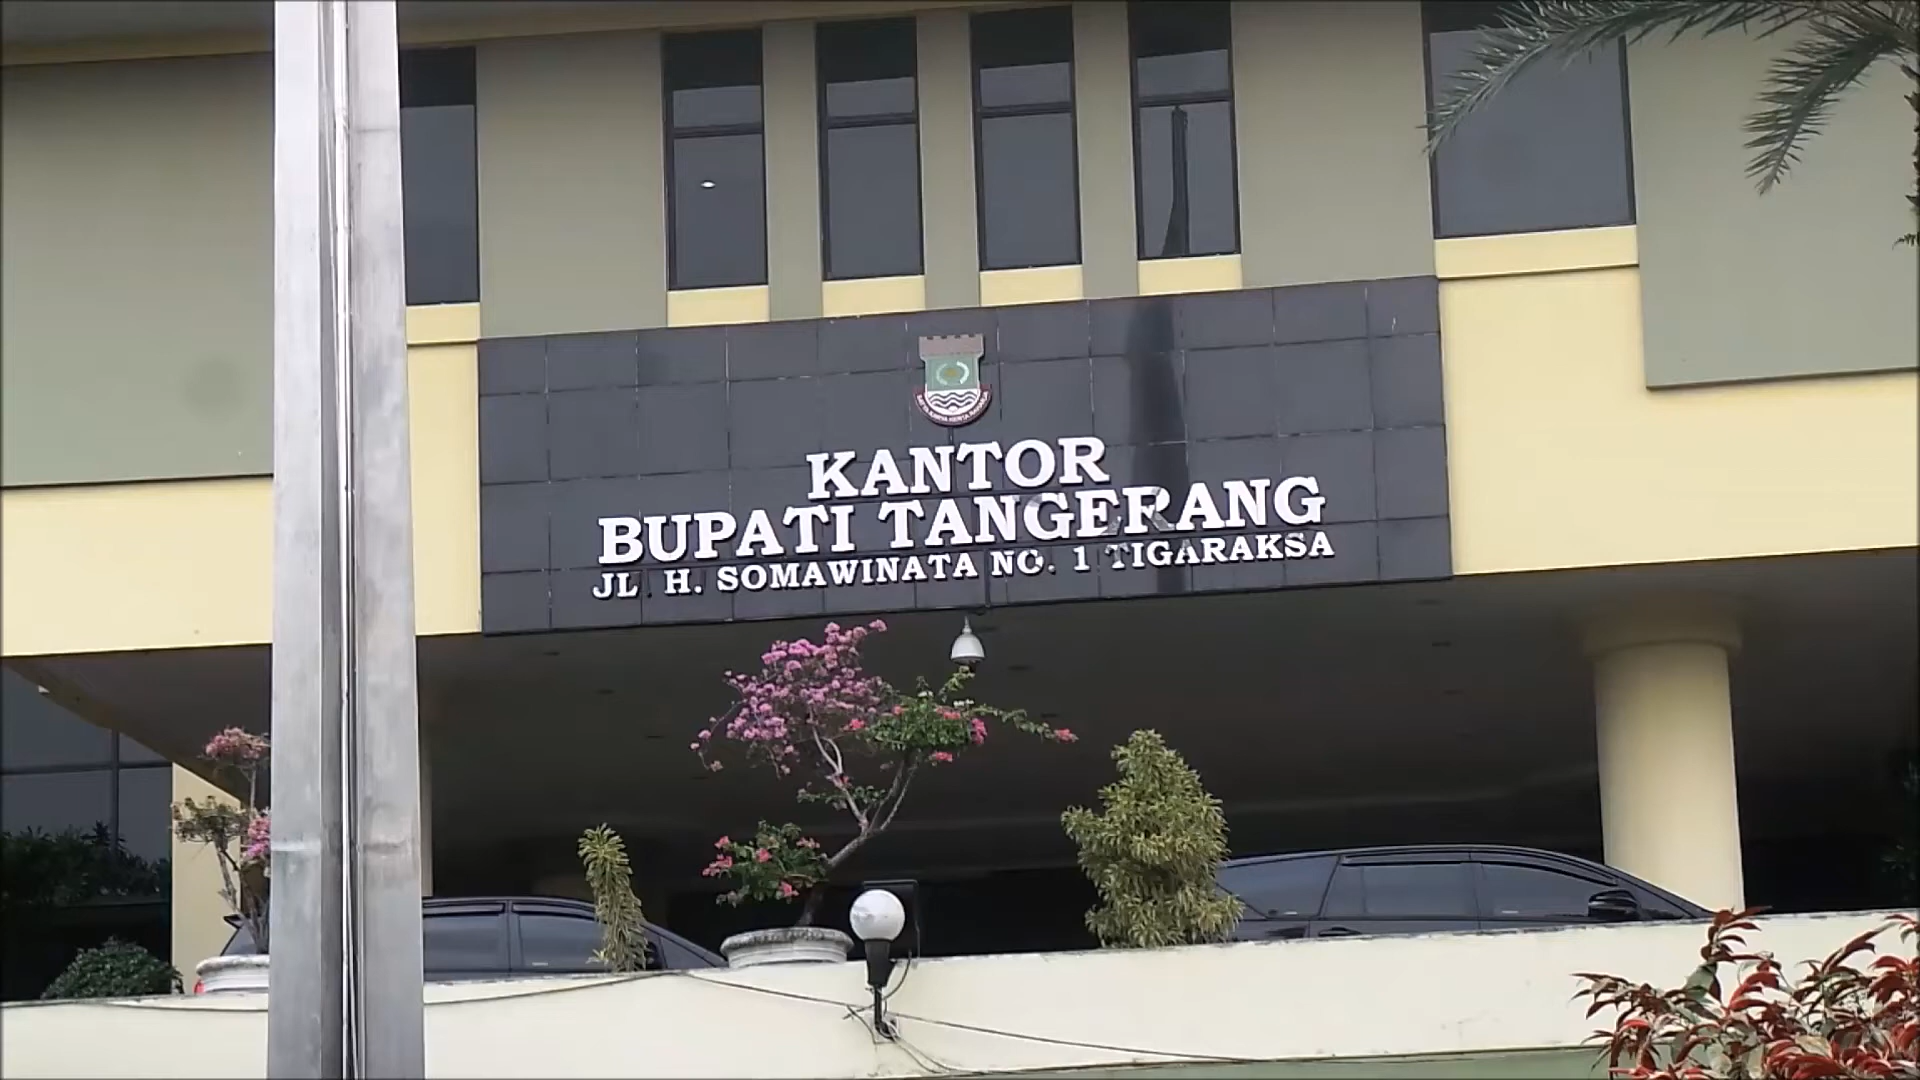 KANTOR
BUPATI TANGERANG
JL. H. SOMAWINATA NO. 1 TIGARAKSA